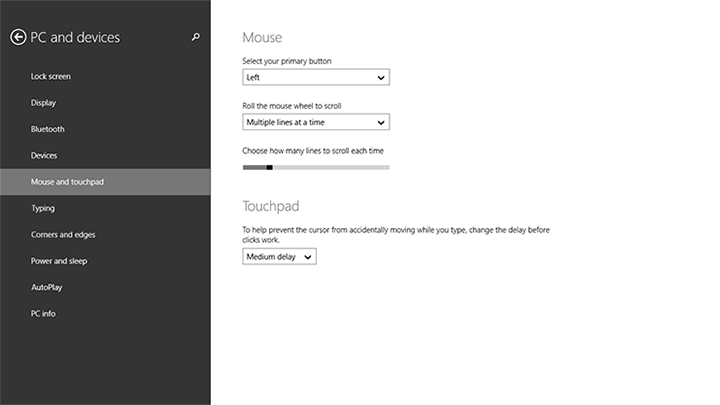 PC and devices
Lock screen
Display
Bluetooth
Devices
Mouse and touchpad
Typing
Corners and edges
Power and sleep
AutoPlay
PC info
Mouse
Select your primary button
Left
Roll the mouse wheel to scroll
Multiple lines at a time
Choose how many lines to scroll each time
Touchpad
To help prevent the cursor from accidentally moving while you type, change the delay before
clicks work.
Medium delay